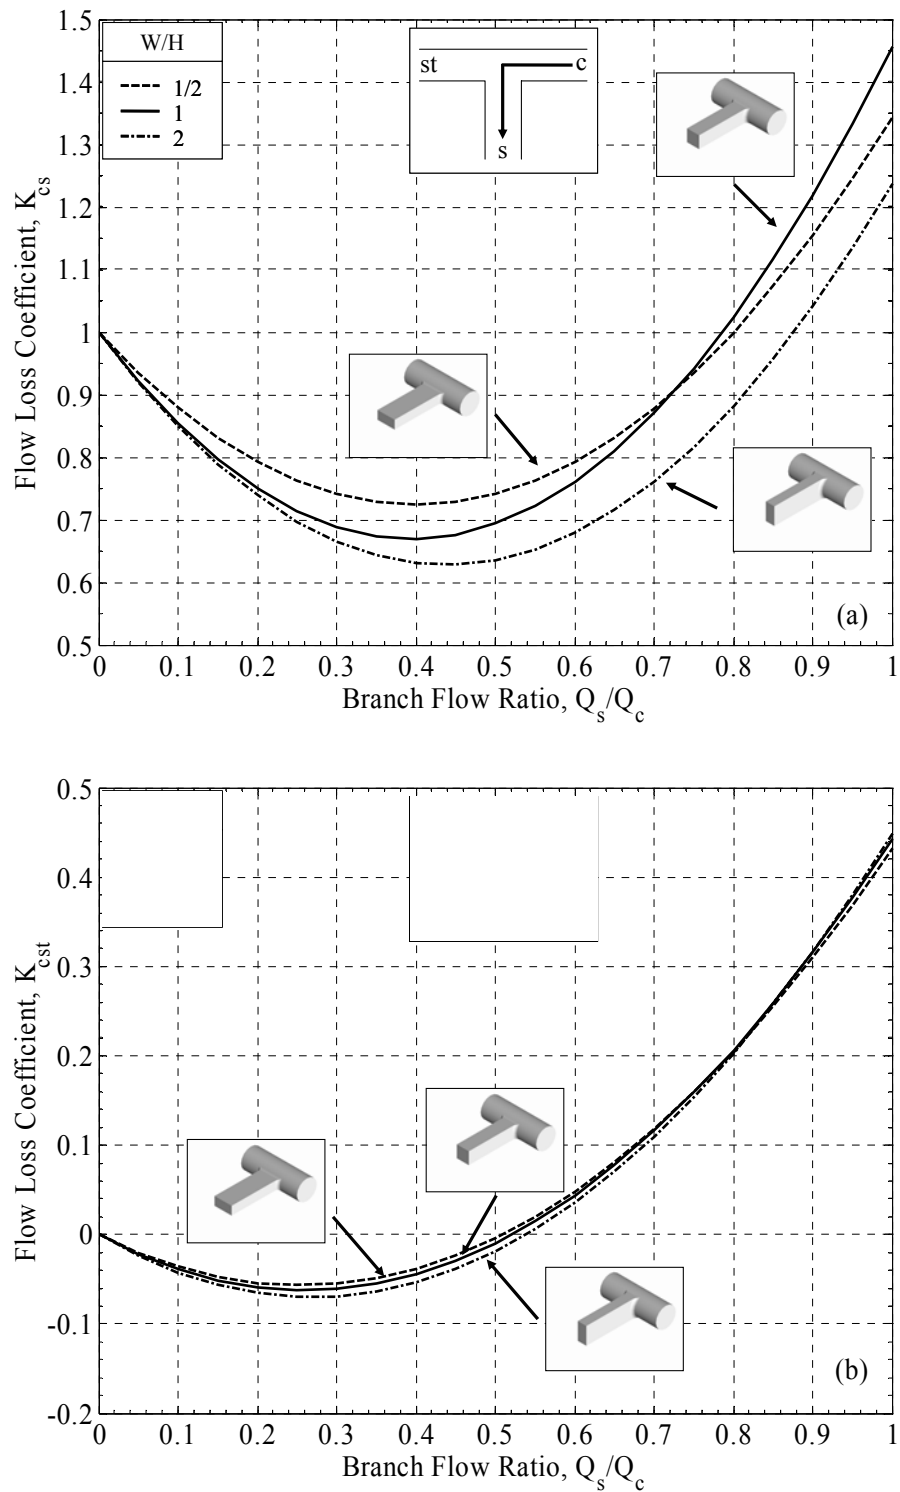 1.5
1.4
1.3
1.2
1.1
1
0.9
0.8
0.7
0.6
0.5
Flow Loss Coefficient, K_cs
W/H
1/2
1
2
st
c
s
(a)
0 0.1 0.2 0.3 0.4 0.5 0.6 0.7 0.8 0.9 1
Branch Flow Ratio, Q_s/Q_c
0.5
0.4
0.3
0.2
0.1
0
-0.1
-0.2
Flow Loss Coefficient, K_cst
(b)
0 0.1 0.2 0.3 0.4 0.5 0.6 0.7 0.8 0.9 1
Branch Flow Ratio, Q_s/Q_c